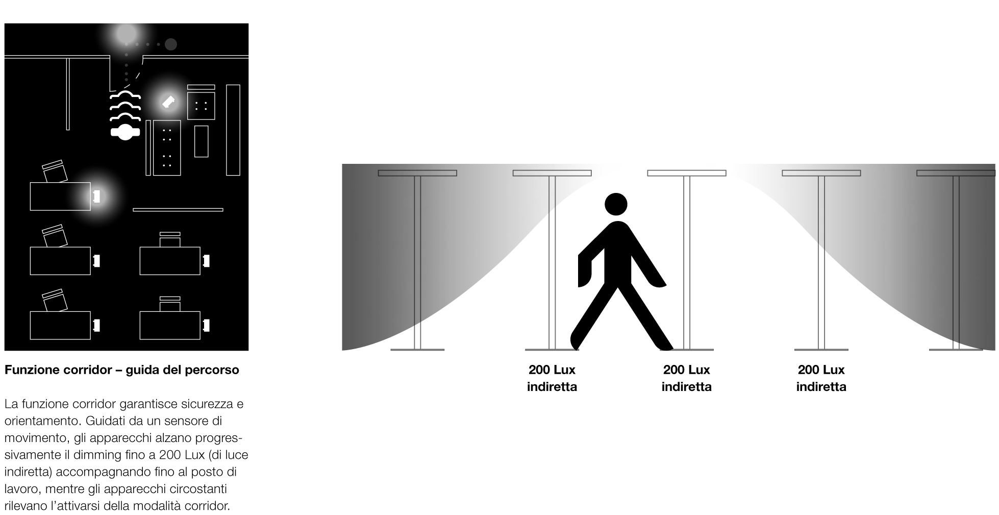 Funzione corridor – guida del percorso
La funzione corridor garantisce sicurezza e
orientamento. Guidati da un sensore di
movimento, gli apparecchi alzano progres-
sivamente il dimming fino a 200 Lux (di luce
indiretta) accompagnando fino al posto di
lavoro, mentre gli apparecchi circostanti
rilevano l’attivarsi della modalità corridor.
200 Lux
indiretta
200 Lux
indiretta
200 Lux
indiretta